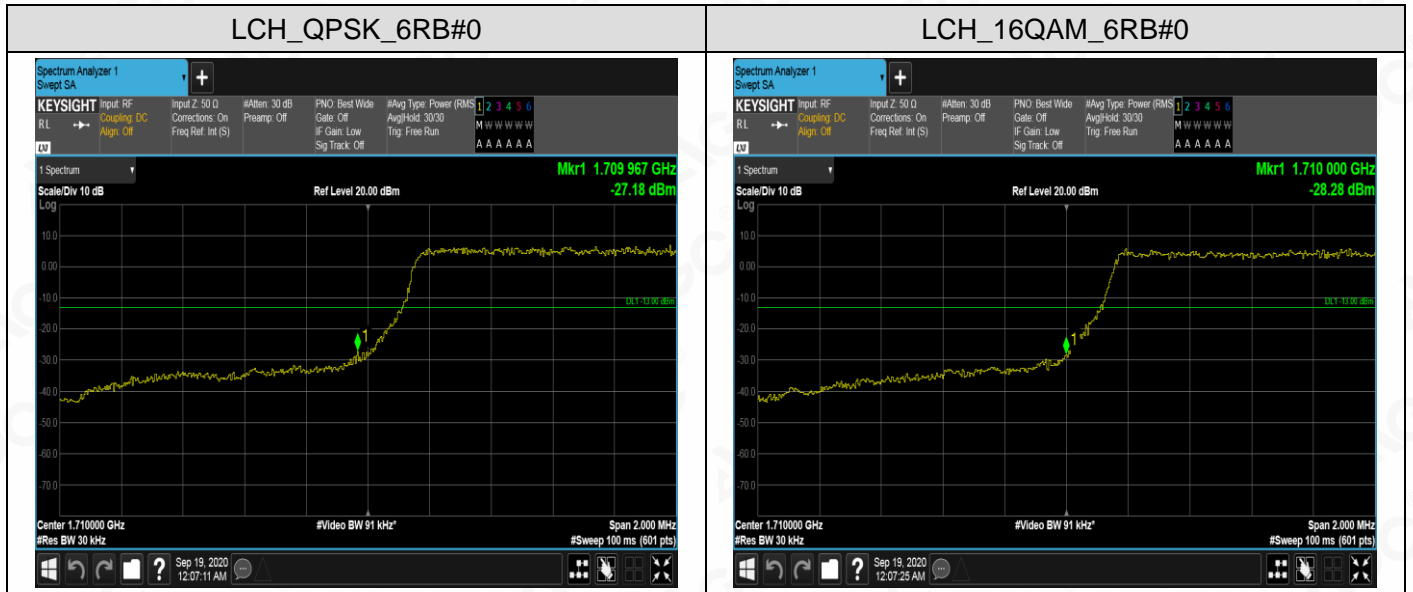 LCH_QPSK_6RB#0
Spectrum Analyzer 1
Swept SA
KEYSIGHT Input: RF Input Z: 50 Ω #Atten: 30 dB PNO: Best Wide #Avg Type: Power (RMS 1 2 3 4 5 6
RL Coupling: DC Corrections: On Preamp: Off Gate: Off Avg|Hold: 30/30 M W W W W W
Align: Off Freq Ref: Int (S) IF Gain: Low Trig: Free Run
LXI Sig Track: Off A A A A A A
1 Spectrum
Mkr1 1.709 967 GHz
Scale/Div 10 dB Ref Level 20.00 dBm -27.18 dBm
Log
10.0
0.00
-10.0
DL1 -13.00 dBm
-20.0
1
-30.0
-40.0
-50.0
-60.0
-70.0
Center 1.710000 GHz #Video BW 91 kHz* Span 2.000 MHz
#Res BW 30 kHz #Sweep 100 ms (601 pts)
? Sep 19, 2020
12:07:11 AM
LCH_16QAM_6RB#0
Spectrum Analyzer 1
Swept SA
KEYSIGHT Input: RF Input Z: 50 Ω #Atten: 30 dB PNO: Best Wide #Avg Type: Power (RMS 1 2 3 4 5 6
RL Coupling: DC Corrections: On Preamp: Off Gate: Off Avg|Hold: 30/30 M W W W W W
Align: Off Freq Ref: Int (S) IF Gain: Low Trig: Free Run
LXI Sig Track: Off A A A A A A
1 Spectrum
Mkr1 1.710 000 GHz
Scale/Div 10 dB Ref Level 20.00 dBm -28.28 dBm
Log
10.0
0.00
-10.0
DL1 -13.00 dBm
-20.0
1
-30.0
-40.0
-50.0
-60.0
-70.0
Center 1.710000 GHz #Video BW 91 kHz* Span 2.000 MHz
#Res BW 30 kHz #Sweep 100 ms (601 pts)
? Sep 19, 2020
12:07:25 AM